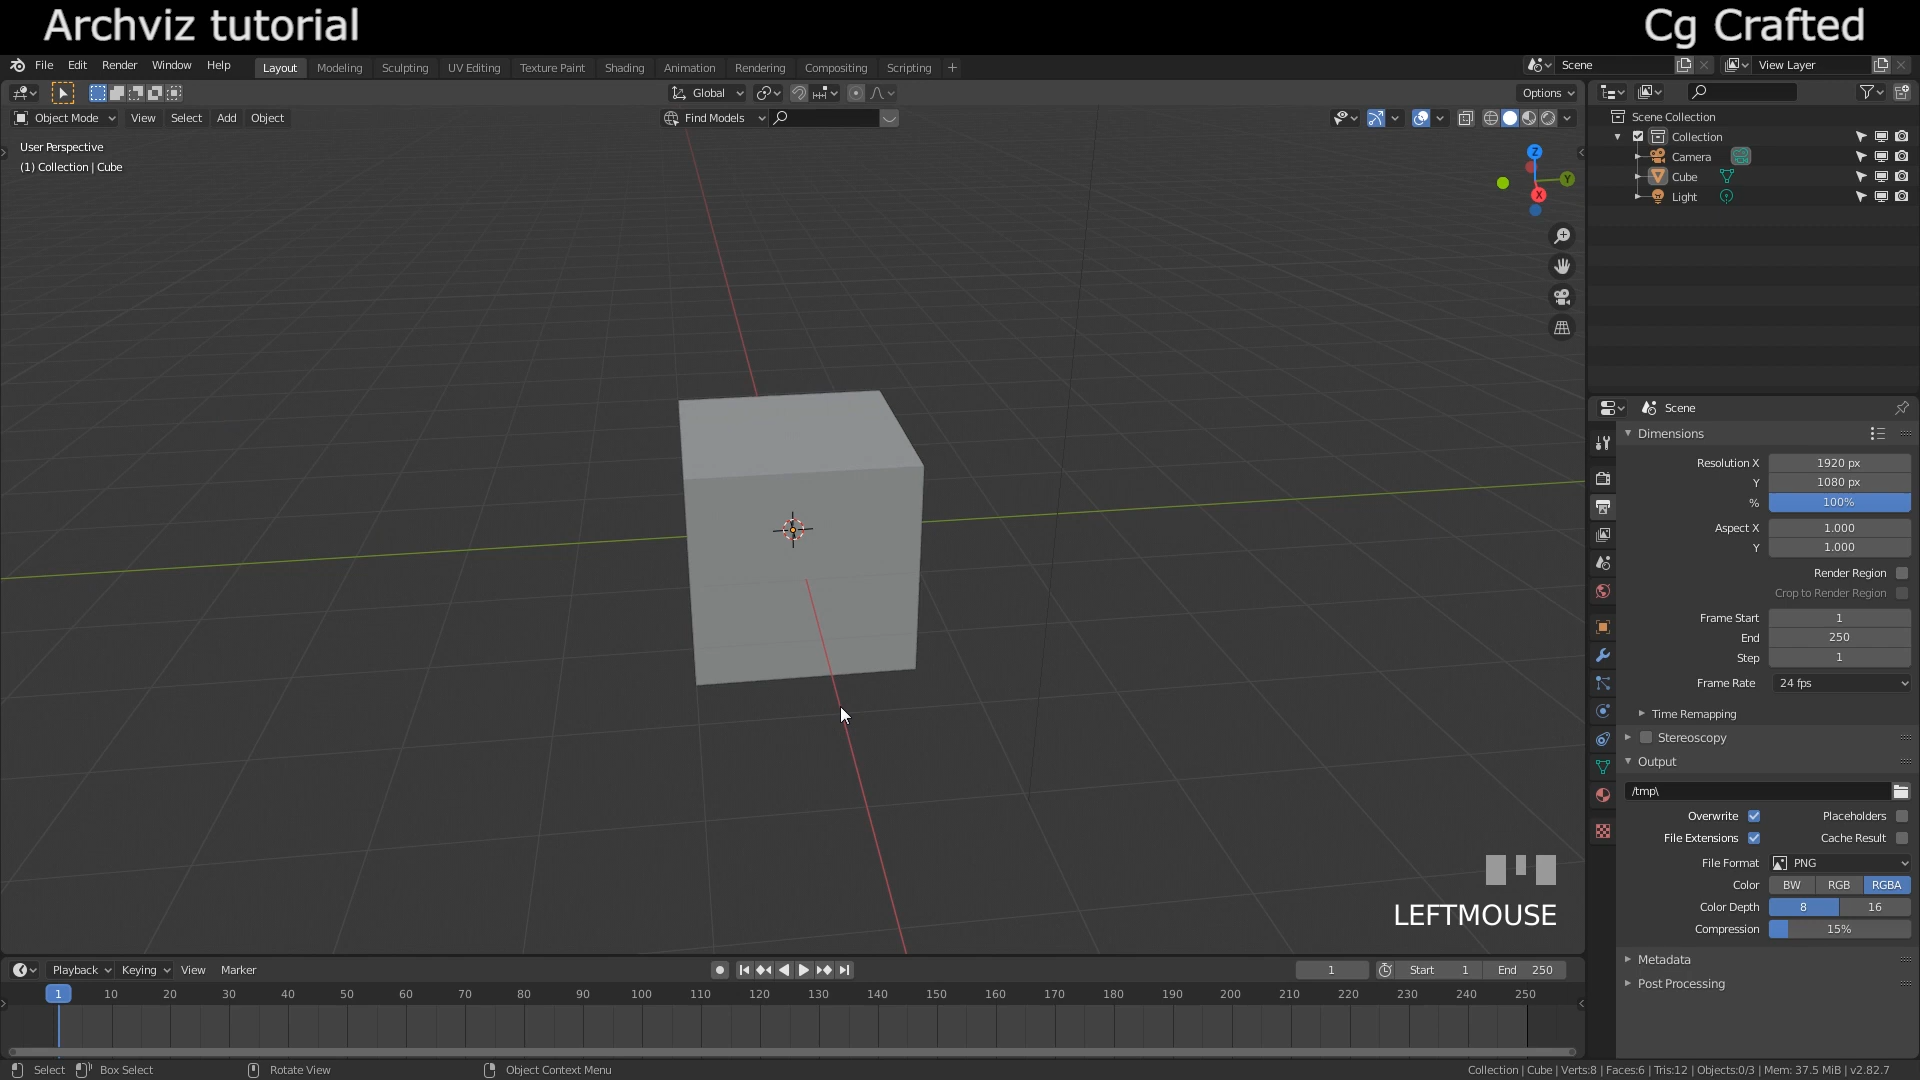 Archviz tutorial
Cg Crafted
File Edit Render Window Help
Layout Modeling Sculpting UV Editing Texture Paint Shading Animation Rendering Compositing Scripting +
Scene
View Layer
Global
Options
Object Mode View Select Add Object
Find Models
User Perspective
(1) Collection | Cube
Z
Y
X
LEFTMOUSE
Scene Collection
Collection
Camera
Cube
Light
Scene
Dimensions
Resolution X 1920 px
Y 1080 px
% 100%
Aspect X 1.000
Y 1.000
Render Region
Crop to Render Region
Frame Start 1
End 250
Step 1
Frame Rate 24 fps
Time Remapping
Stereoscopy
Output
/tmp\
Overwrite Placeholders
File Extensions Cache Result
File Format PNG
Color BW RGB RGBA
Color Depth 8 16
Compression 15%
Metadata
Post Processing
Playback Keying View Marker
1 Start 1 End 250
1 10 20 30 40 50 60 70 80 90 100 110 120 130 140 150 160 170 180 190 200 210 220 230 240 250
Select Box Select Rotate View Object Context Menu
Collection | Cube | Verts:8 | Faces:6 | Tris:12 | Objects:0/3 | Mem: 37.5 MiB | v2.82.7